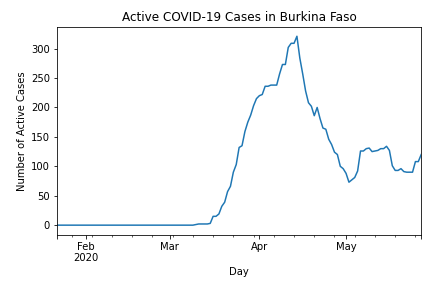 Active COVID-19 Cases in Burkina Faso
Number of Active Cases
300
250
200
150
100
50
0
Feb
2020
Mar
Apr
May
Day